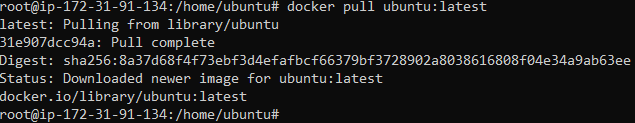 root@ip-172-31-91-134:/home/ubuntu# docker pull ubuntu:latest
latest: Pulling from library/ubuntu
31e907dcc94a: Pull complete
Digest: sha256:8a37d68f4f73ebf3d4efafbcf66379bf3728902a8038616808f04e34a9ab63ee
Status: Downloaded newer image for ubuntu:latest
docker.io/library/ubuntu:latest
root@ip-172-31-91-134:/home/ubuntu#